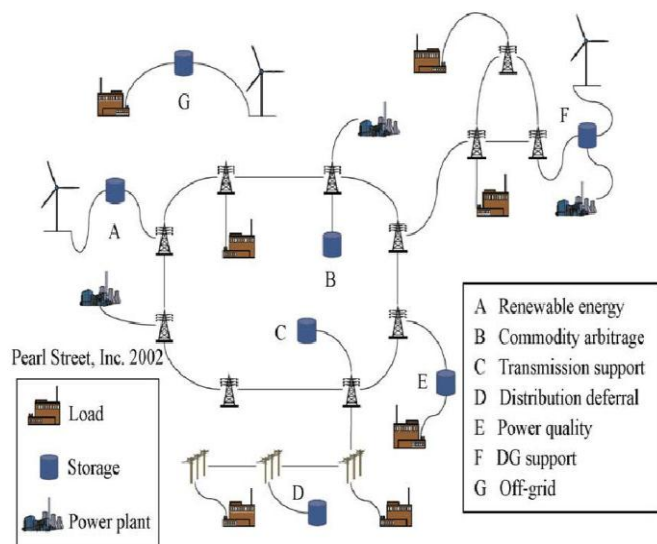 G
F
A
B
C
Pearl Street, Inc. 2002
E
D
Load
Storage
Power plant
A Renewable energy
B Commodity arbitrage
C Transmission support
D Distribution deferral
E Power quality
F DG support
G Off-grid